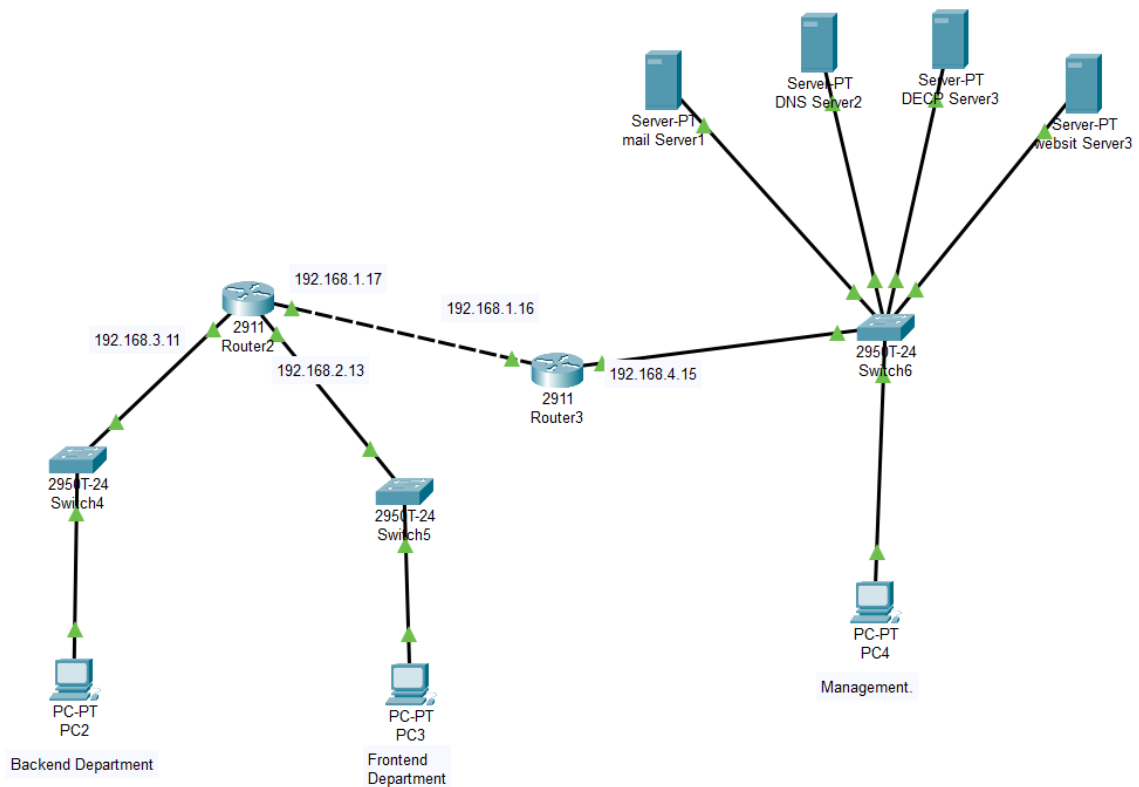 Server-PT
mail Server1
Server-PT
DNS Server2
Server-PT
DECP Server3
Server-PT
websit Server3
192.168.1.17
192.168.1.16
2911
Router2
192.168.3.11
192.168.2.13
2911
Router3
192.168.4.15
2950T-24
Switch6
2950T-24
Switch4
2950T-24
Switch5
PC-PT
PC4
Management.
PC-PT
PC2
Backend Department
PC-PT
PC3
Frontend
Department